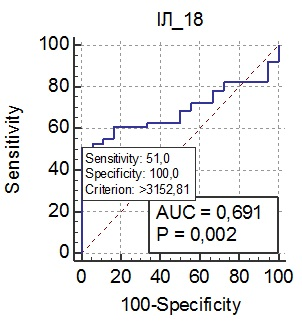 ІЛ_18
100
80
60
40
20
0
Sensitivity
Sensitivity: 51,0
Specificity: 100,0
Criterion: >3152,81
AUC = 0,691
P = 0,002
0 20 40 60 80 100
100-Specificity